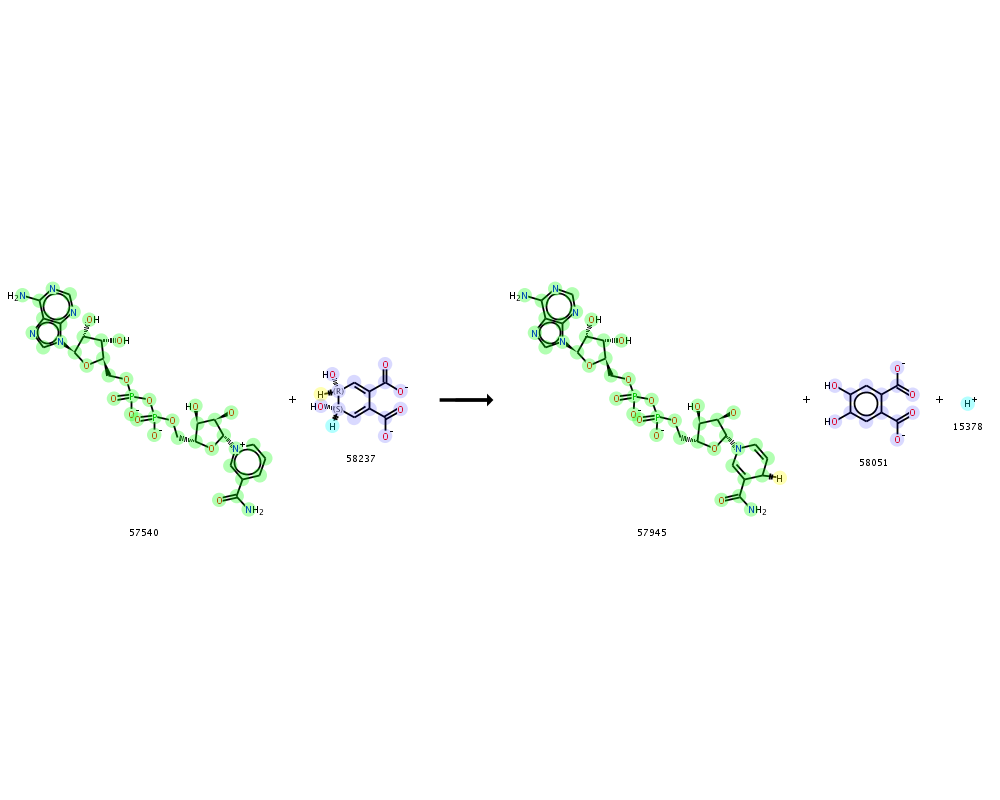 H₂N N N N N OH OH O O P O O⁻ O P O O⁻ O HO O O N⁺ O NH₂
57540
+
HO H (R) HO (S) H O O⁻ O O⁻
58237
H₂N N N N N OH OH O O P O O⁻ O P O O⁻ O HO O O N H O NH₂
57945
+
HO HO O⁻ O O O⁻
58051
+
H⁺
15378